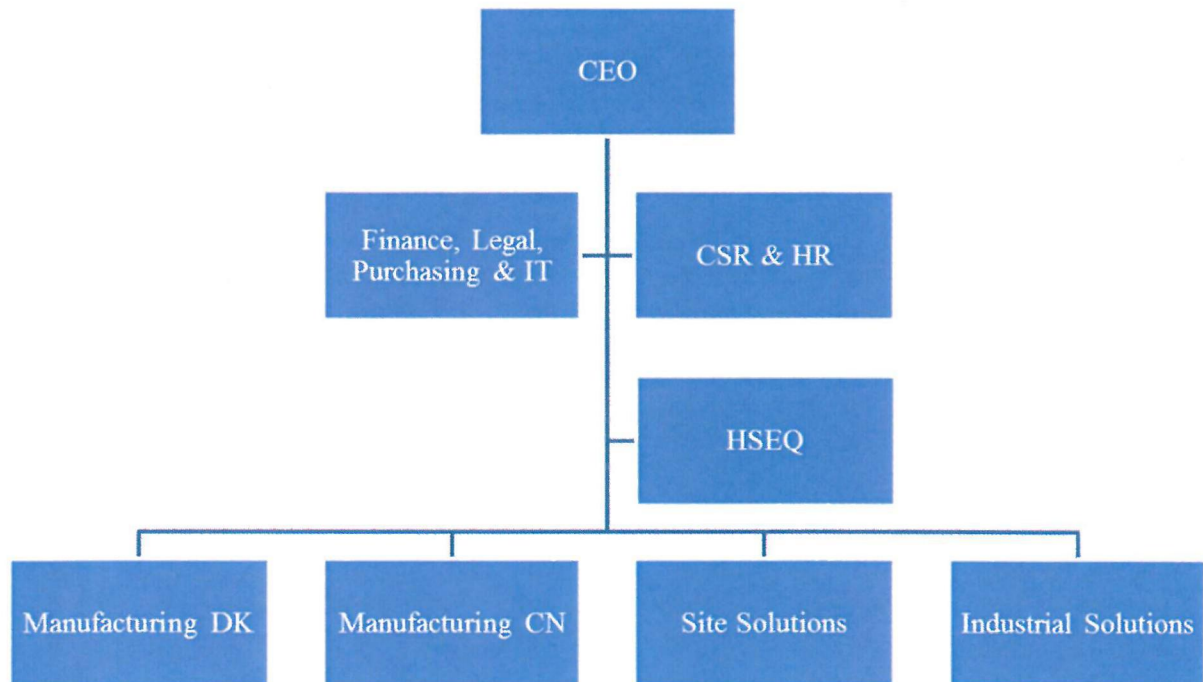 CEO
Finance, Legal,
Purchasing & IT
CSR & HR
HSEQ
Manufacturing DK
Manufacturing CN
Site Solutions
Industrial Solutions